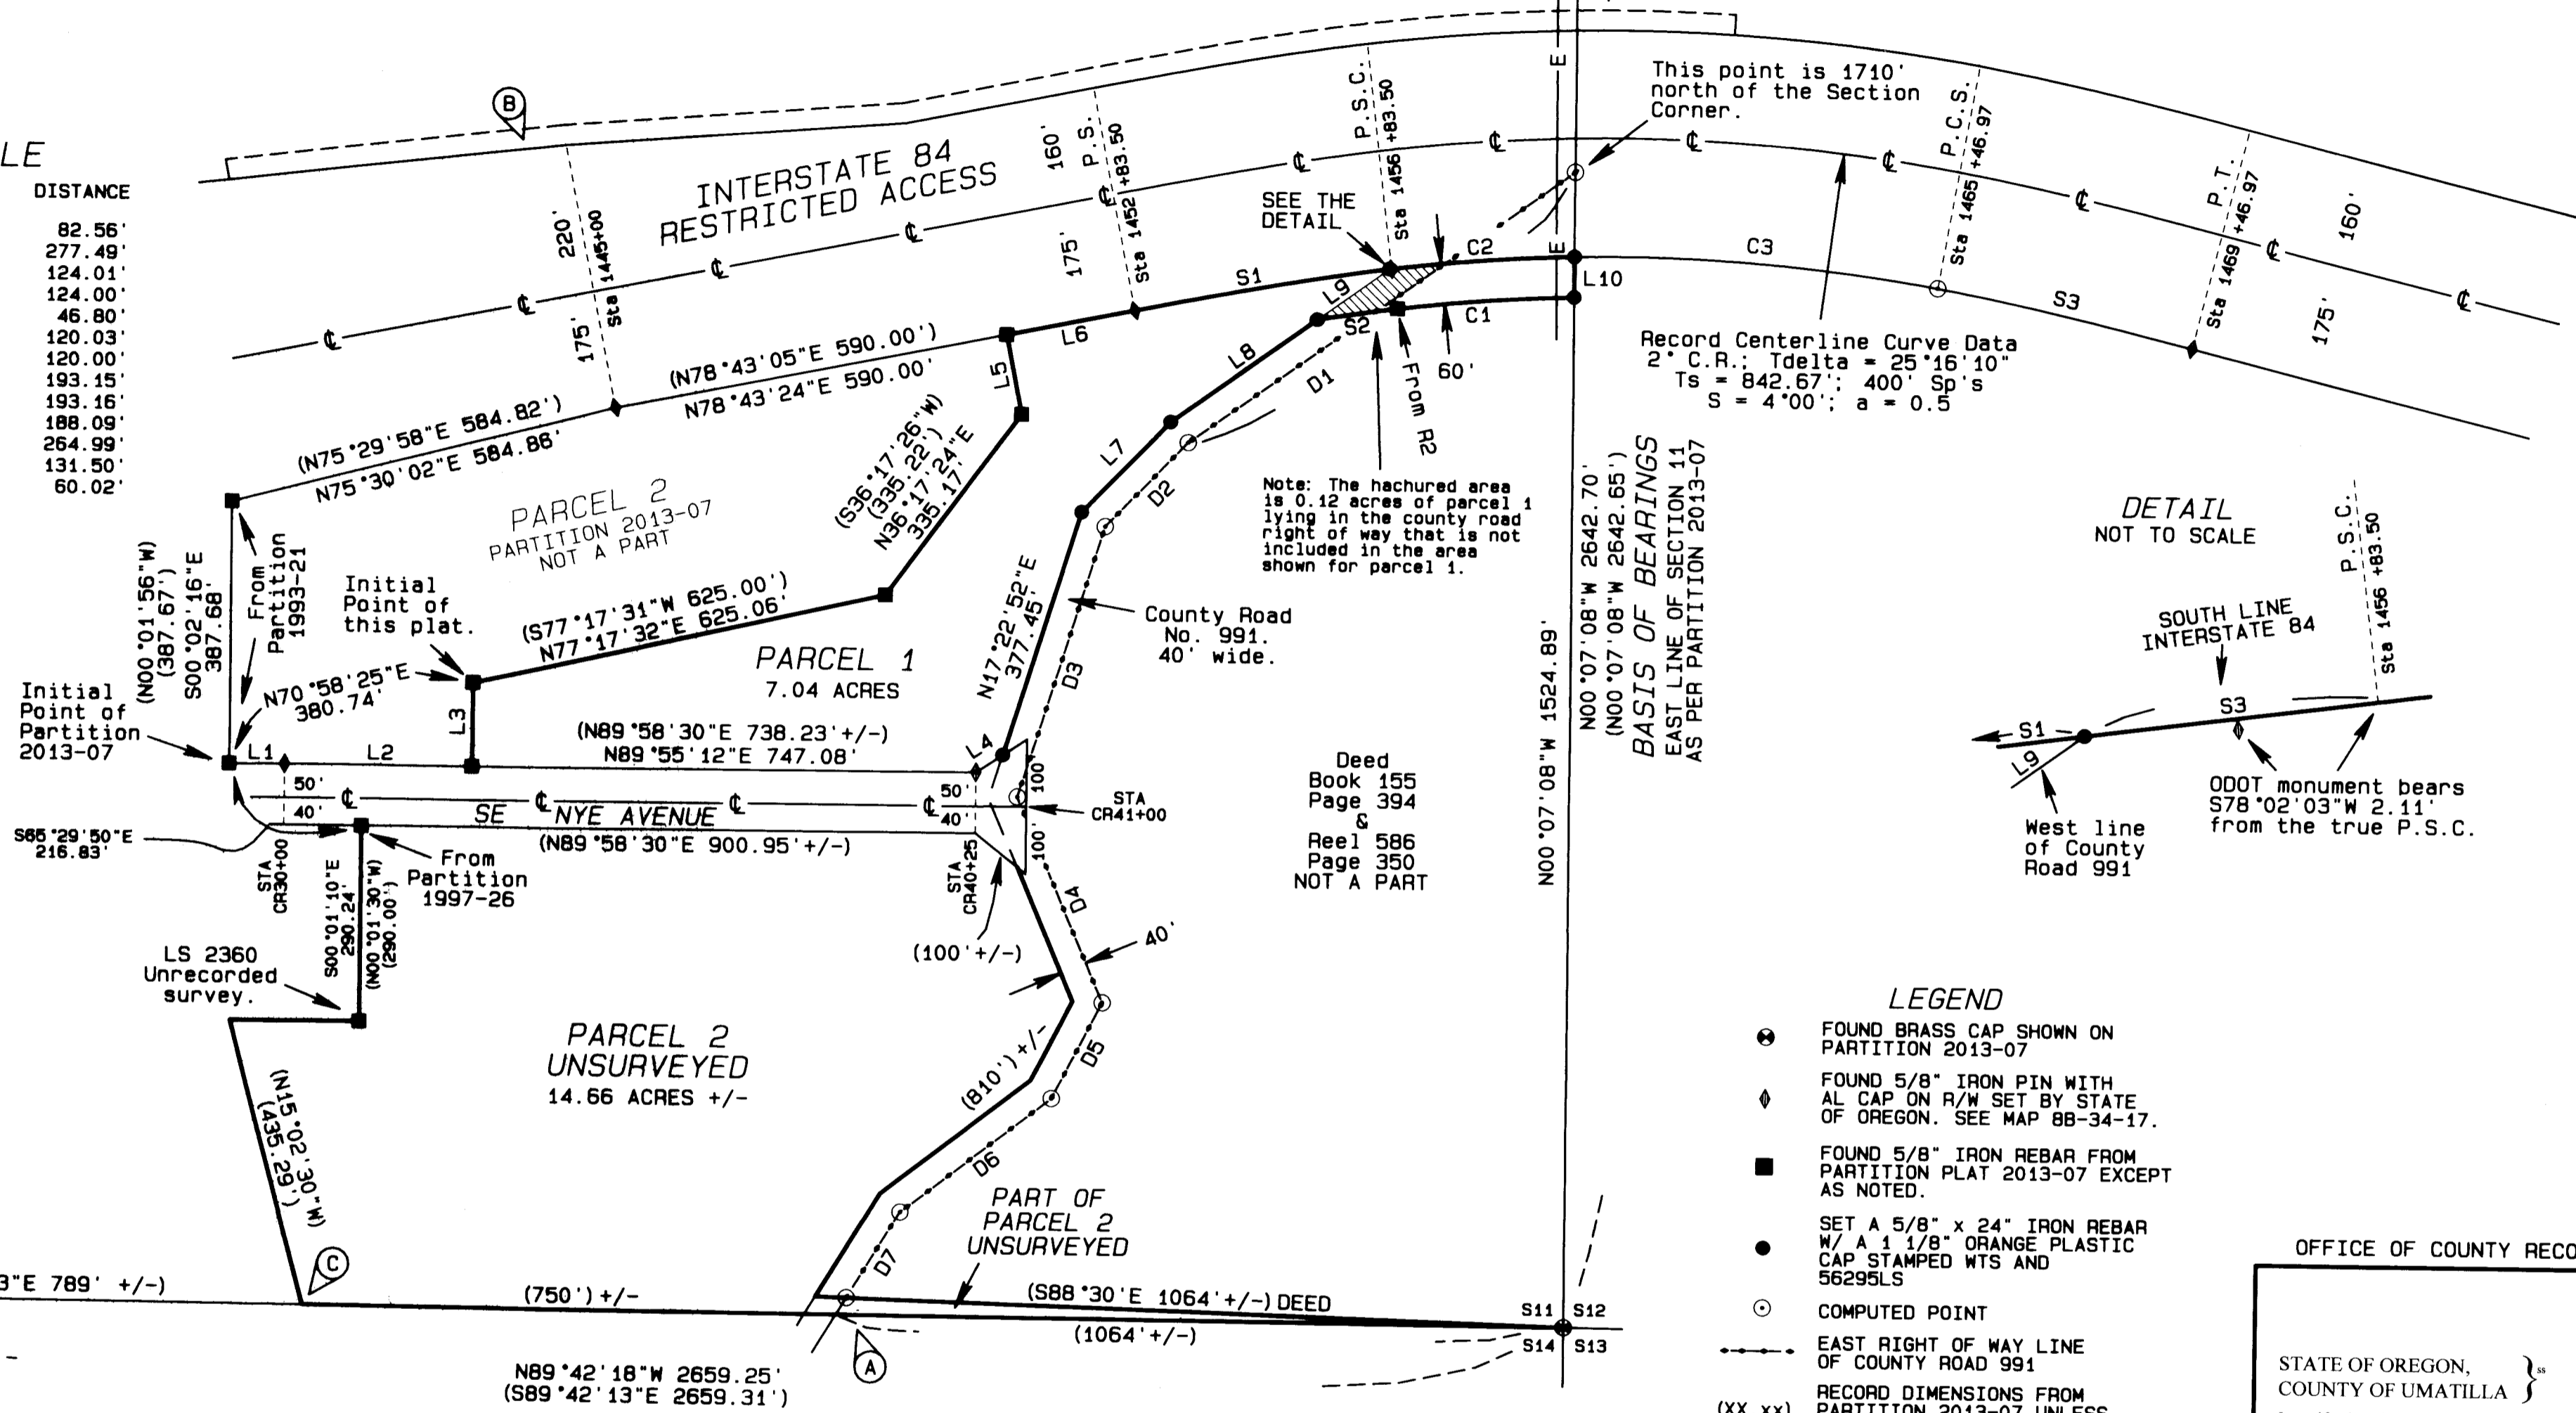 LE
DISTANCE
82.56'
277.49'
124.01'
124.00'
46.80'
120.03'
120.00'
193.15'
193.16'
188.09'
264.99'
131.50'
60.02'
B
INTERSTATE 84
RESTRICTED ACCESS
220'
175'
Sta 1445+00
160'
175'
P.S.
Sta 1452 +83.50
P.S.C.
Sta 1456 +83.50
E
E
This point is 1710'
north of the Section
Corner.
P.C.S.
Sta 1465 +46.97
P.T.
Sta 1469 +46.97
160'
175'
SEE THE
DETAIL
S1
C2
C3
S3
L10
L9
S2
C1
60'
From R2
L6
L5
L8
D1
L7
D2
Record Centerline Curve Data
2° C.R.; Tdelta = 25°16'10"
Ts = 842.67'; 400' Sp's
S = 4°00'; a = 0.5
(N78°43'05"E 590.00')
N78°43'24"E 590.00'
(N75°29'58"E 584.82')
N75°30'02"E 584.86'
PARCEL 2
PARTITION 2013-07
NOT A PART
(S36°17'26"W)
(335.22')
N36°17'24"E
335.17'
Note: The hachured area
is 0.12 acres of parcel 1
lying in the county road
right of way that is not
included in the area
shown for parcel 1.
N00°07'08"W 2642.70'
(N00°07'08"W 2642.65')
BASIS OF BEARINGS
EAST LINE OF SECTION 11
AS PER PARTITION 2013-07
N00°07'08"W 1524.89'
DETAIL
NOT TO SCALE
P.S.C.
Sta 1456 +83.50
SOUTH LINE
INTERSTATE 84
S3
S1
L9
West line
of County
Road 991
ODOT monument bears
S78°02'03"W 2.11'
from the true P.S.C.
(N00°01'56"W)
(387.67')
S00°02'16"E
387.68'
From
Partition
1993-21
Initial
Point of
this plat.
(S77°17'31"W 625.00')
N77°17'32"E 625.06'
N70°58'25"E
380.74'
Initial
Point of
Partition
2013-07
PARCEL 1
7.04 ACRES
N17°22'52"E
377.45'
County Road
No. 991.
40' wide.
D3
L3
L1
L2
L4
(N89°58'30"E 738.23'+/-)
N89°55'12"E 747.08'
50'
40'
SE NYE AVENUE
50'
40'
100'
100'
STA
CR41+00
(N89°58'30"E 900.95'+/-)
S65°29'50"E
216.83'
STA
CR30+00
STA
CR40+25
From
Partition
1997-26
S00°01'10"E
290.24'
(N00°01'30"W)
(290.00')
LS 2360
Unrecorded
survey.
(100'+/-)
D4
40'
D5
Deed
Book 155
Page 394
&
Reel 586
Page 350
NOT A PART
PARCEL 2
UNSURVEYED
14.66 ACRES +/-
(810')+/-
(N15°02'30"W)
(435.29')
D6
D7
PART OF
PARCEL 2
UNSURVEYED
C
3"E 789' +/-)
(750')+/-
(S88°30'E 1064'+/-)DEED
(1064'+/-)
A
N89°42'18"W 2659.25'
(S89°42'13"E 2659.31')
S11 S12
S14 S13
LEGEND
FOUND BRASS CAP SHOWN ON
PARTITION 2013-07
FOUND 5/8" IRON PIN WITH
AL CAP ON R/W SET BY STATE
OF OREGON. SEE MAP 8B-34-17.
FOUND 5/8" IRON REBAR FROM
PARTITION PLAT 2013-07 EXCEPT
AS NOTED.
SET A 5/8" x 24" IRON REBAR
W/ A 1 1/8" ORANGE PLASTIC
CAP STAMPED WTS AND
56295LS
COMPUTED POINT
EAST RIGHT OF WAY LINE
OF COUNTY ROAD 991
RECORD DIMENSIONS FROM
(XX.XX) PARTITION 2013-07 UNLESS
OFFICE OF COUNTY RECO
STATE OF OREGON,
COUNTY OF UMATILLA } ss